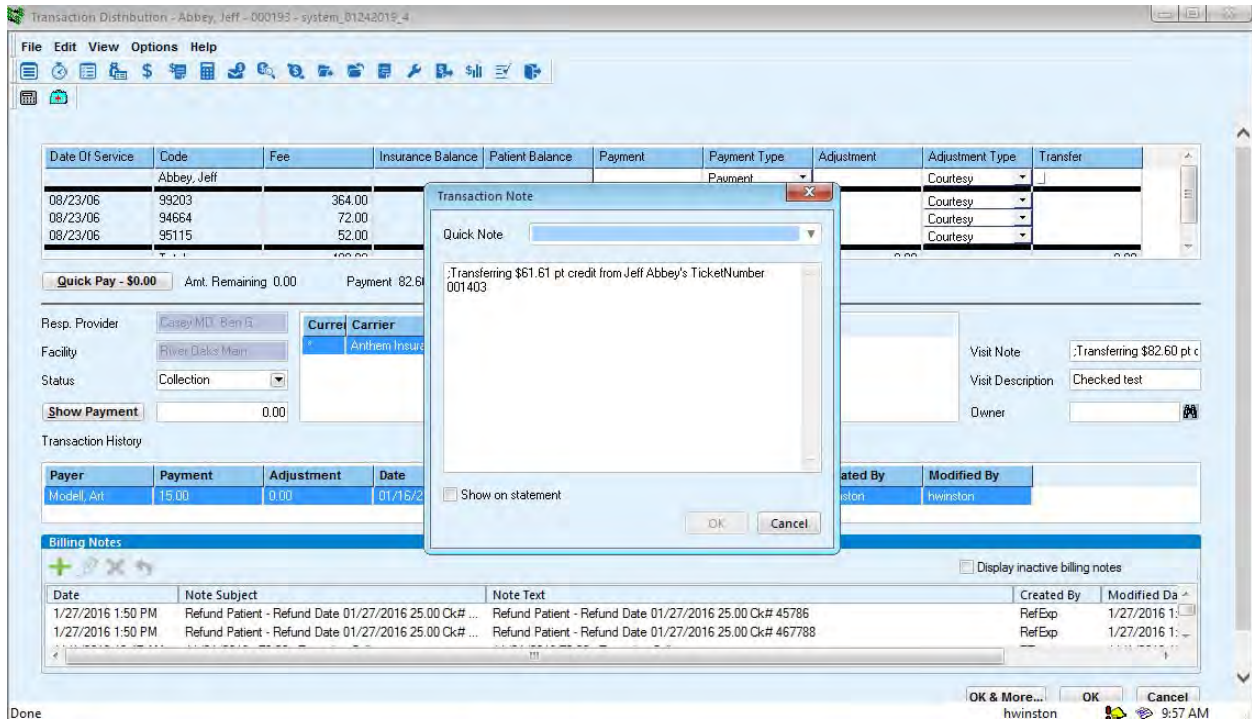 Transaction Distribution - Abbey, Jeff - 000193 - system_01242019_4
File Edit View Options Help
Date Of Service Code Fee Insurance Balance Patient Balance Payment Payment Type Adjustment Adjustment Type Transfer
Abbey, Jeff Payment Courtesy
08/23/06 99203 364.00 Courtesy
08/23/06 94664 72.00 Courtesy
08/23/06 95115 52.00 Courtesy
Quick Pay - $0.00 Amt. Remaining 0.00 Payment 82.60
Transaction Note
Quick Note
;Transferring $61.61 pt credit from Jeff Abbey's TicketNumber
001403
Show on statement
OK Cancel
Resp. Provider Casey MD, Ben G
Facility River Oaks Main
Status Collection
Show Payment 0.00
Curre Carrier
* Anthem Insura
Visit Note ;Transferring $82.60 pt c
Visit Description Checked test
Owner
Transaction History
Payer Payment Adjustment Date ated By Modified By
Modell, Art 15.00 0.00 01/16/2 nston hwinston
Billing Notes
Display inactive billing notes
Date Note Subject Note Text Created By Modified Da
1/27/2016 1:50 PM Refund Patient - Refund Date 01/27/2016 25.00 Ck# ... Refund Patient - Refund Date 01/27/2016 25.00 Ck# 45786 RefExp 1/27/2016 1:
1/27/2016 1:50 PM Refund Patient - Refund Date 01/27/2016 25.00 Ck# ... Refund Patient - Refund Date 01/27/2016 25.00 Ck# 467788 RefExp 1/27/2016 1:
OK & More... OK Cancel
Done hwinston 9:57 AM